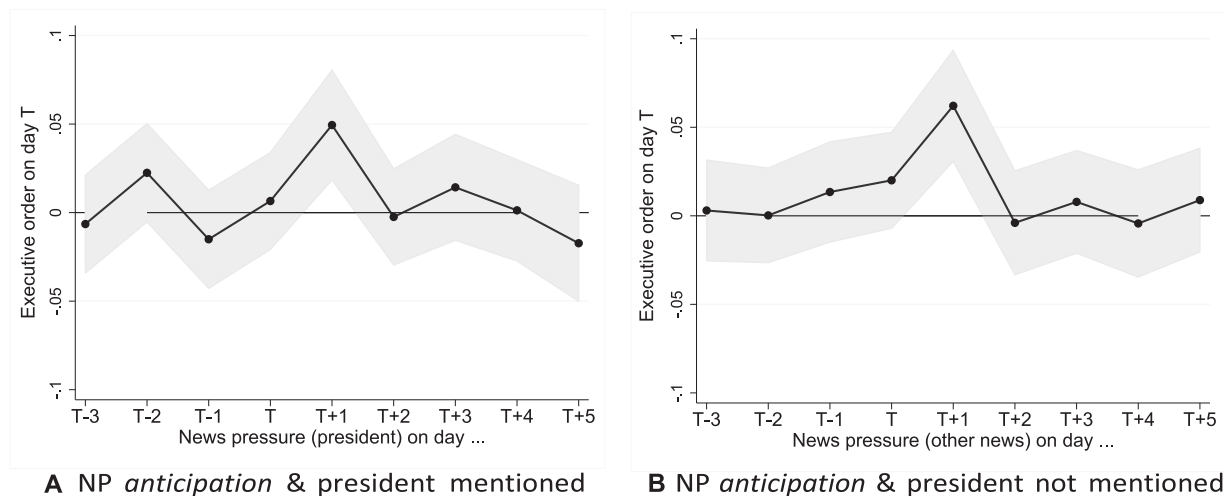 .1
.05
0
-.05
-.1
Executive order on day T
T-3 T-2 T-1 T T+1 T+2 T+3 T+4 T+5
News pressure (president) on day ...
A NP anticipation & president mentioned
.1
.05
0
-.05
-.1
Executive order on day T
T-3 T-2 T-1 T T+1 T+2 T+3 T+4 T+5
News pressure (other news) on day ...
B NP anticipation & president not mentioned